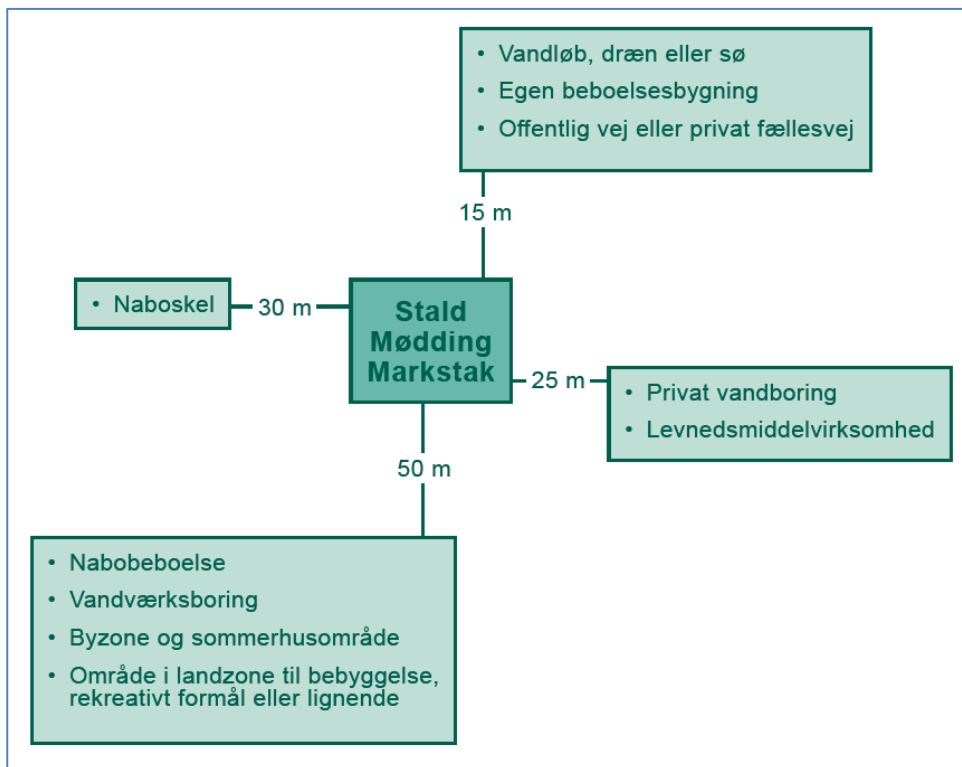 • Vandløb, dræn eller sø
• Egen beboelsesbygning
• Offentlig vej eller privat fællesvej
15 m
• Naboskel
30 m
Stald
Mødding
Markstak
25 m
• Privat vandboring
• Levnedsmiddelvirksomhed
50 m
• Nabobeboelse
• Vandværksboring
• Byzone og sommerhusområde
• Område i landzone til bebyggelse,
rekreativt formål eller lignende